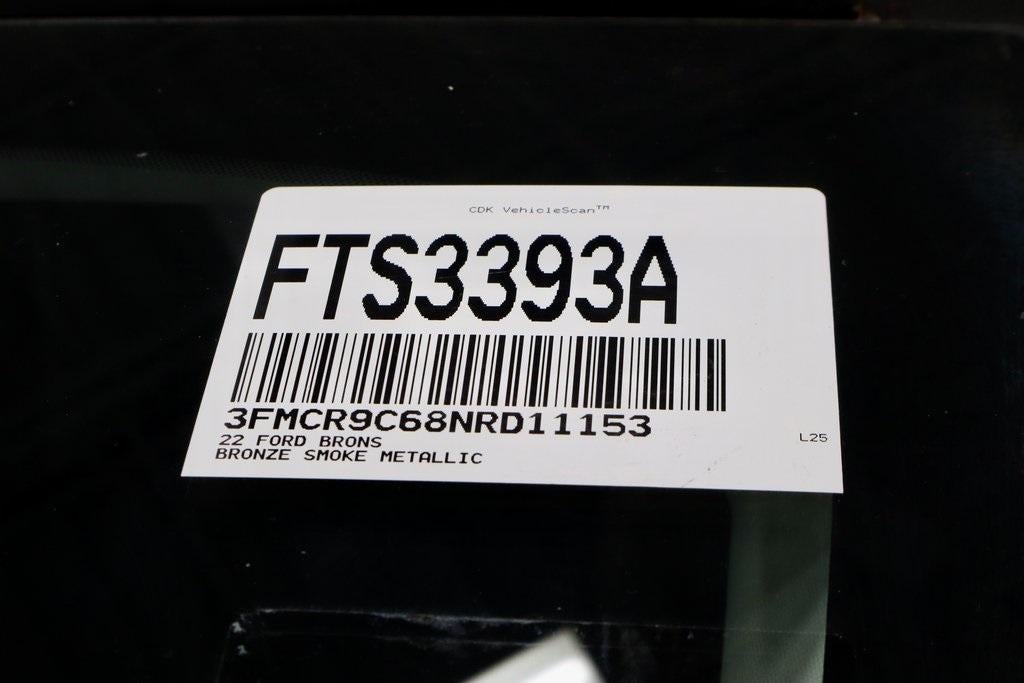 CDK VehicleScan™
FTS3393A
3FMCR9C68NRD11153
22 FORD BRONS
BRONZE SMOKE METALLIC
L25